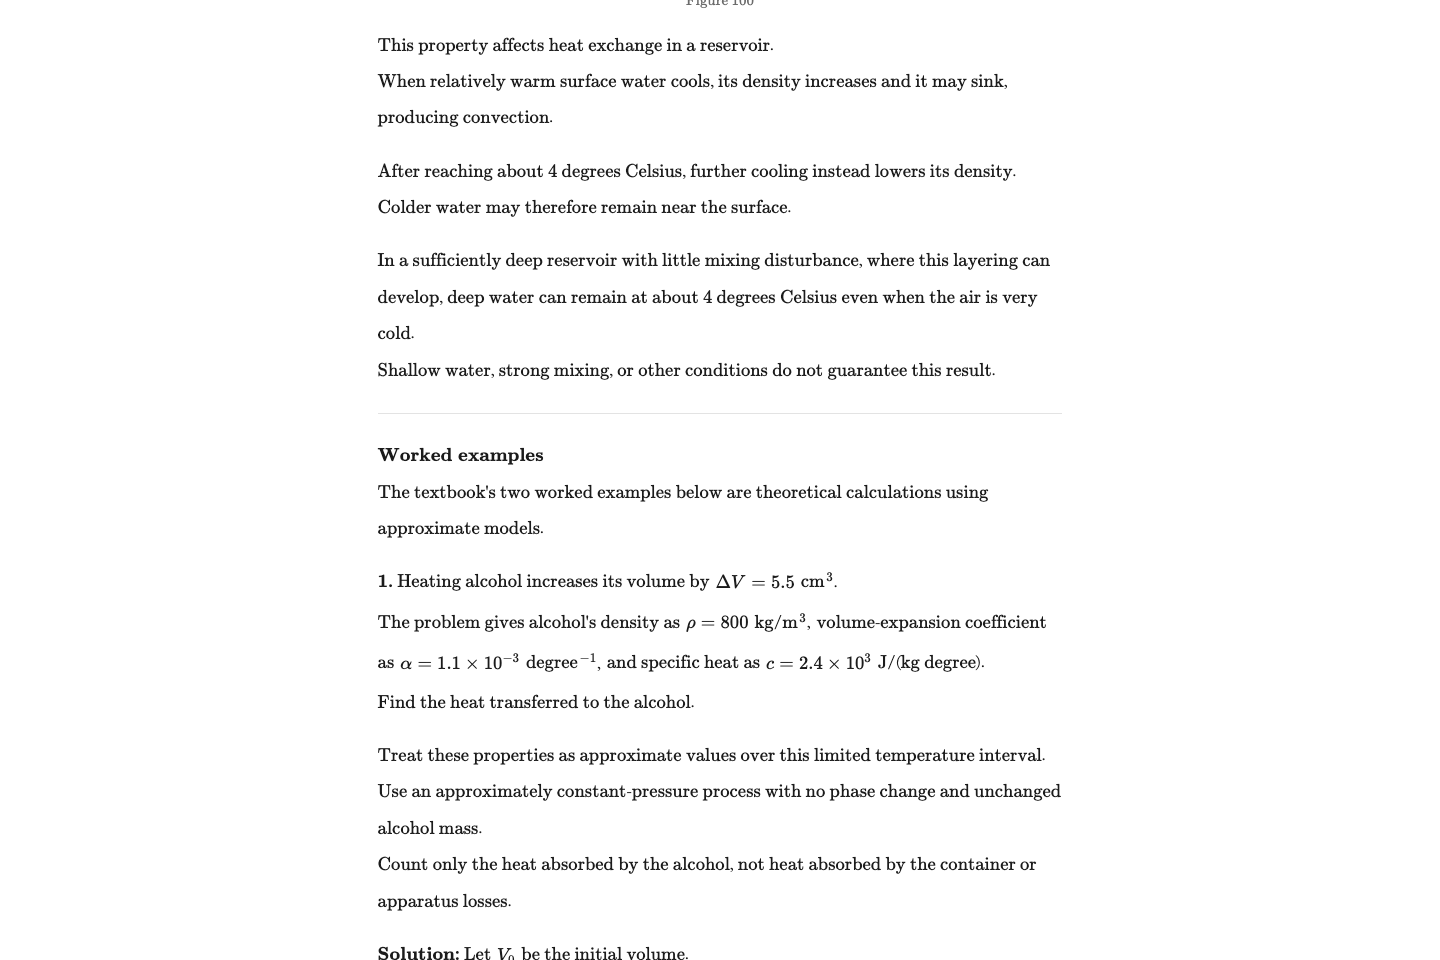 Figure 100
This property affects heat exchange in a reservoir.
When relatively warm surface water cools, its density increases and it may sink,
producing convection.
After reaching about 4 degrees Celsius, further cooling instead lowers its density.
Colder water may therefore remain near the surface.
In a sufficiently deep reservoir with little mixing disturbance, where this layering can
develop, deep water can remain at about 4 degrees Celsius even when the air is very
cold.
Shallow water, strong mixing, or other conditions do not guarantee this result.
Worked examples
The textbook's two worked examples below are theoretical calculations using
approximate models.
1. Heating alcohol increases its volume by ΔV = 5.5 cm³.
The problem gives alcohol's density as ρ = 800 kg/m³, volume-expansion coefficient
as α = 1.1 × 10⁻³ degree⁻¹, and specific heat as c = 2.4 × 10³ J/(kg degree).
Find the heat transferred to the alcohol.
Treat these properties as approximate values over this limited temperature interval.
Use an approximately constant-pressure process with no phase change and unchanged
alcohol mass.
Count only the heat absorbed by the alcohol, not heat absorbed by the container or
apparatus losses.
Solution: Let V₀ be the initial volume.